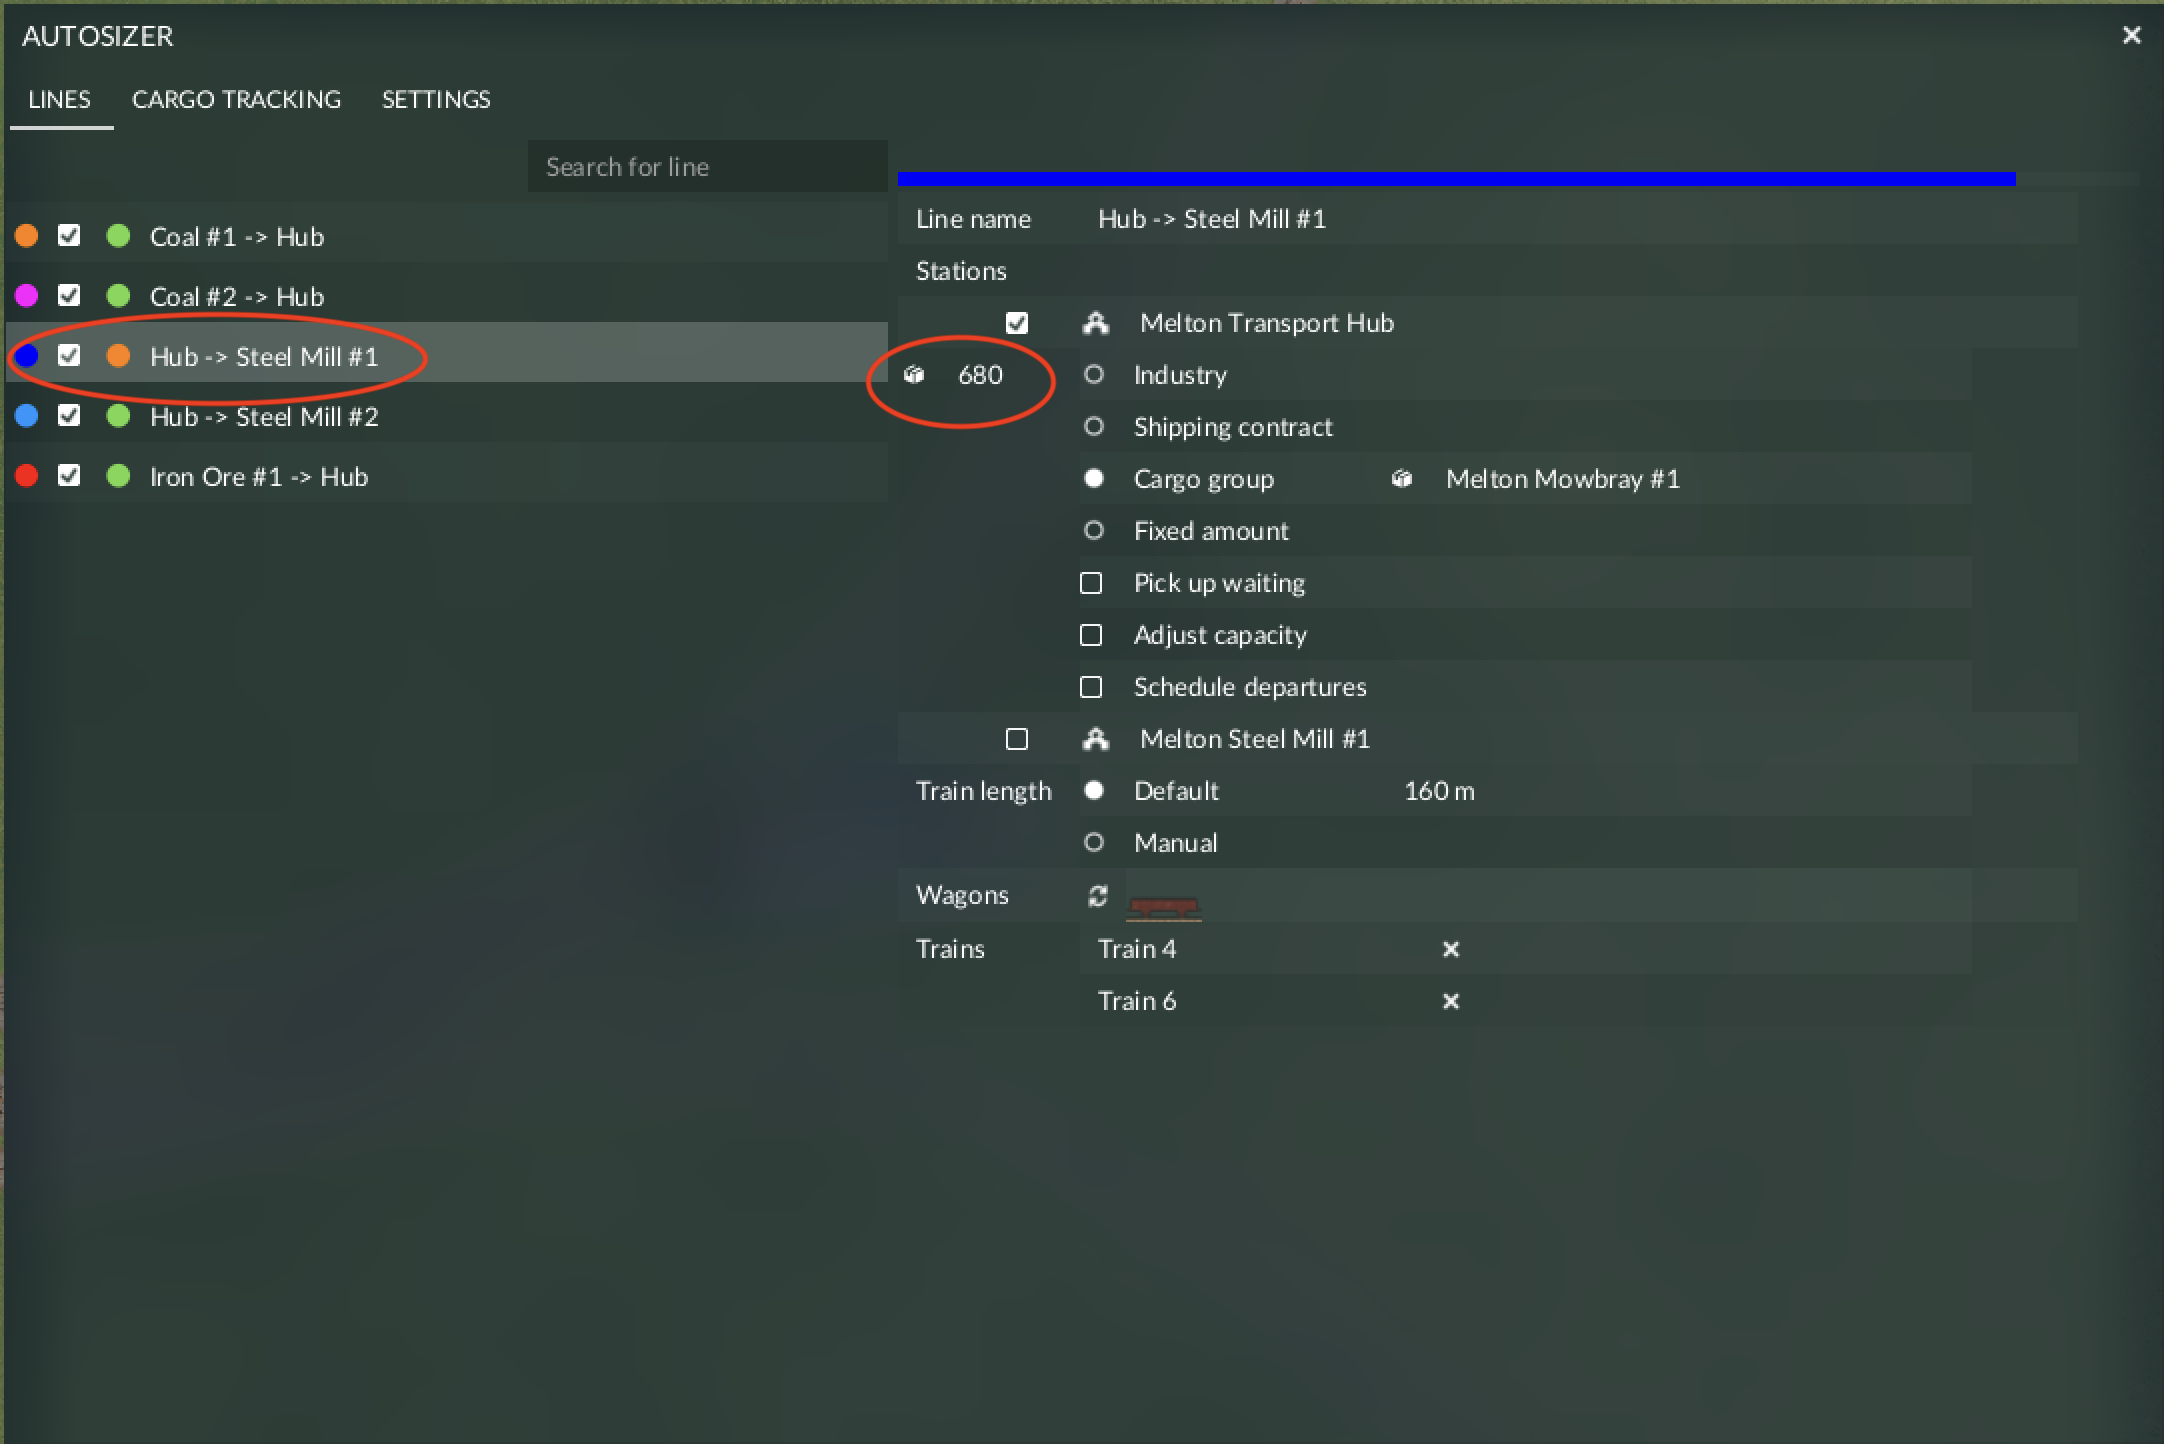 AUTOSIZER
LINES CARGO TRACKING SETTINGS
Search for line
Coal #1 -> Hub
Coal #2 -> Hub
Hub -> Steel Mill #1
Hub -> Steel Mill #2
Iron Ore #1 -> Hub
Line name Hub -> Steel Mill #1
Stations
Melton Transport Hub
680 Industry
Shipping contract
Cargo group Melton Mowbray #1
Fixed amount
Pick up waiting
Adjust capacity
Schedule departures
Melton Steel Mill #1
Train length Default 160 m
Manual
Wagons
Trains Train 4
Train 6